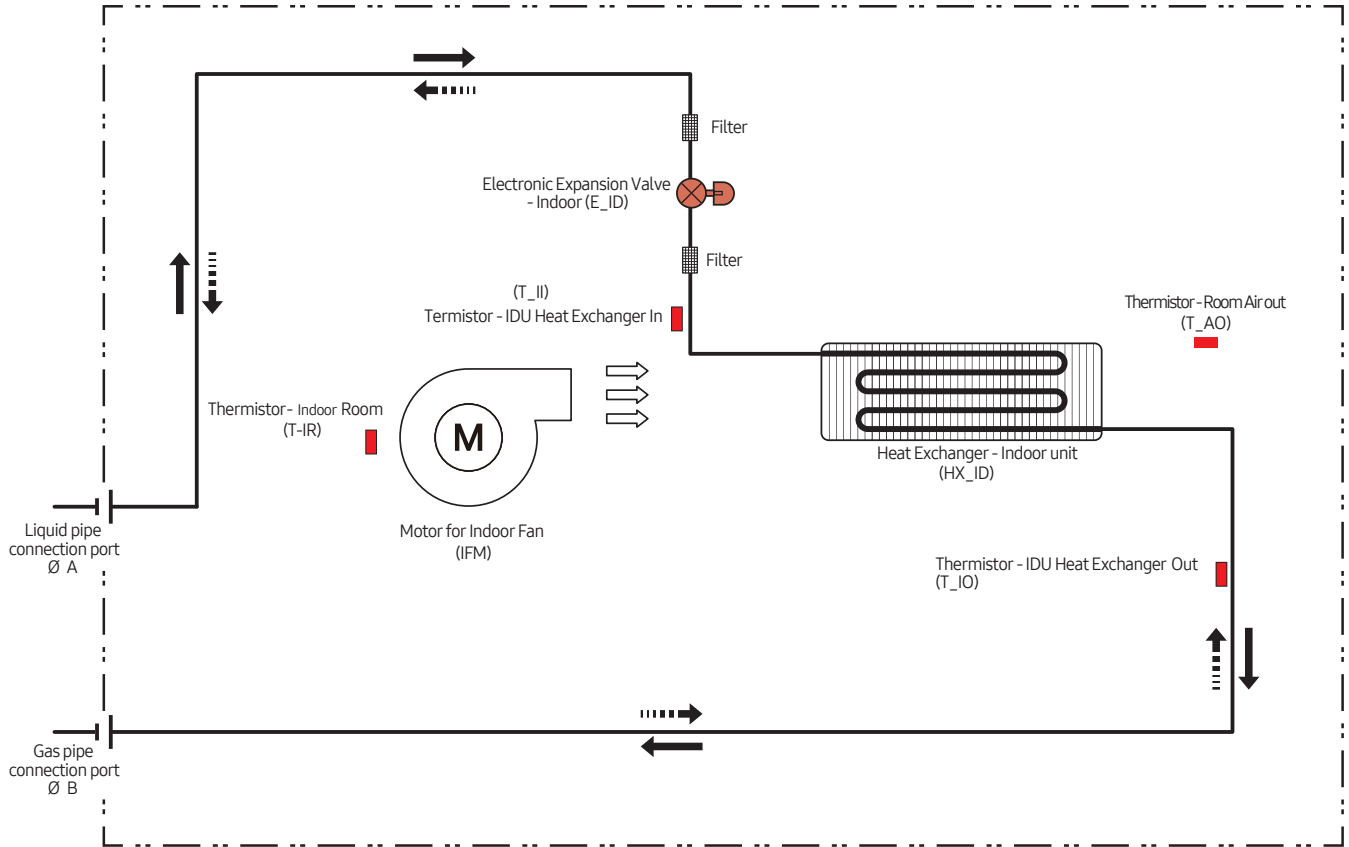 Filter
Electronic Expansion Valve
- Indoor (E_ID)
Filter
(T_II)
Termistor - IDU Heat Exchanger In
Thermistor - Room Air out
(T_AO)
Thermistor - Indoor Room
(T-IR)
M
Heat Exchanger - Indoor unit
(HX_ID)
Motor for Indoor Fan
(IFM)
Liquid pipe
connection port
Ø A
Thermistor - IDU Heat Exchanger Out
(T_IO)
Gas pipe
connection port
Ø B